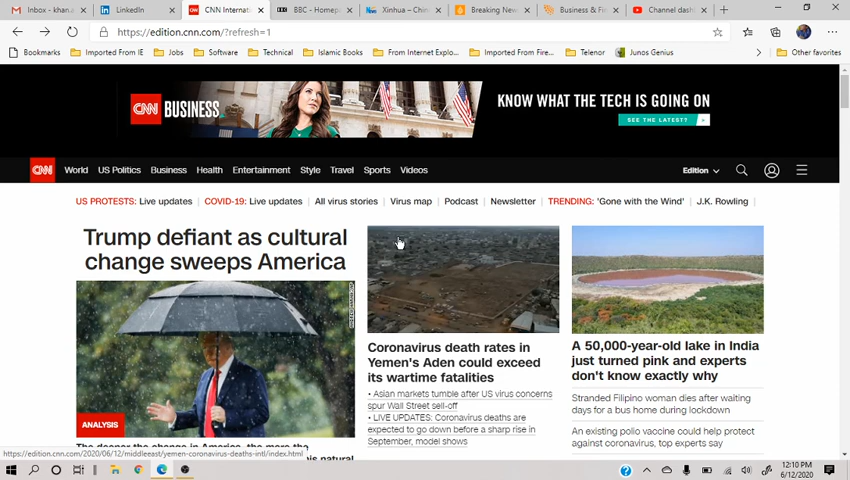 Inbox - khan.a
LinkedIn
CNN Internati
BBC - Homep
Xinhua – Chin
Breaking New
Business & Fi
Channel dash
https://edition.cnn.com/?refresh=1
Bookmarks
Imported From IE
Jobs
Software
Technical
Islamic Books
From Internet Explo...
Imported From Fire...
Telenor
Junos Genius
Other favorites
CNN BUSINESS
KNOW WHAT THE TECH IS GOING ON
SEE THE LATEST?
CNN World US Politics Business Health Entertainment Style Travel Sports Videos
Edition
US PROTESTS: Live updates
COVID-19: Live updates
All virus stories
Virus map
Podcast
Newsletter
TRENDING: 'Gone with the Wind'
J.K. Rowling
Trump defiant as cultural
change sweeps America
ANALYSIS
The deeper the change in America, the more the
Coronavirus death rates in
Yemen's Aden could exceed
its wartime fatalities
• Asian markets tumble after US virus concerns
spur Wall Street sell-off
• LIVE UPDATES: Coronavirus deaths are
expected to go down before a sharp rise in
September, model shows
A 50,000-year-old lake in India
just turned pink and experts
don't know exactly why
Stranded Filipino woman dies after waiting
days for a bus home during lockdown
An existing polio vaccine could help protect
against coronavirus, top experts say
https://edition.cnn.com/2020/06/12/middleeast/yemen-coronavirus-deaths-intl/index.html
12:10 PM
6/12/2020